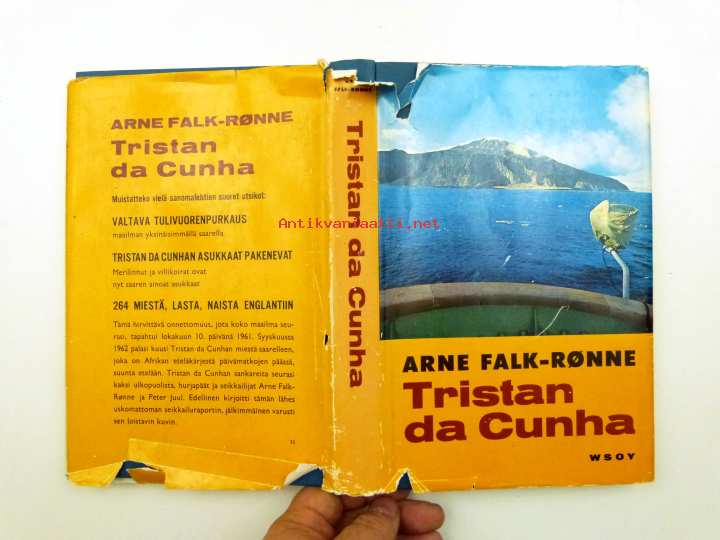 ARNE FALK-RØNNE
Tristan
da Cunha
Muistatteko vielä sanomalehtien suuret otsikot:
VALTAVA TULIVUORENPURKAUS
maailman yksinäisimmällä saarella
TRISTAN DA CUNHAN ASUKKAAT PAKENEVAT
Merilinnut ja villikoirat ovat
nyt saaren ainoat asukkaat
264 MIESTÄ, LASTA, NAISTA ENGLANTIIN
Tämä hirvittävä onnettomuus, jota koko maailma seu-
rasi, tapahtui lokakuun 10. päivänä 1961. Syyskuussa
1962 palasi kuusi Tristan da Cunhan miestä saarelleen,
joka on Afrikan eteläkärjestä päivämatkojen päässä,
suunta etelään. Tristan da Cunhan sankareita seurasi
kaksi ulkopuolista, hurjapäät ja seikkailijat Arne Falk-
Rønne ja Peter Juul. Edellinen kirjoitti tämän lähes
uskomattoman seikkailuraportin, jälkimmäinen varusti
sen loistavin kuvin.
FALK-RØNNE
Tristan da Cunha
Antikvariaatti.net
ARNE FALK-RØNNE
Tristan
da Cunha
WSOY